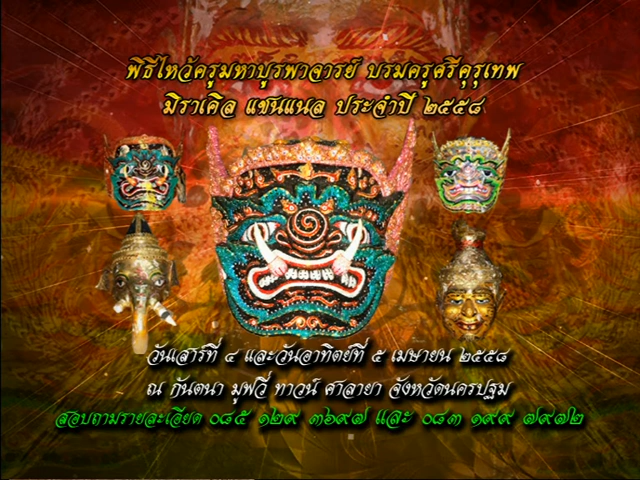 พิธีไหว้ครูมหาบูรพาจารย์ บรมครูศรีคุรุเทพ
มิราเคิล แชนแนล ประจำปี ๒๕๕๘
วันเสาร์ที่ ๔ และวันอาทิตย์ที่ ๕ เมษายน ๒๕๕๘
ณ กันตนา มูฟวี่ ทาวน์ ศาลายา จังหวัดนครปฐม
สอบถามรายละเอียด ๐๘๕ ๑๒๙ ๓๖๙๗ และ ๐๘๓ ๑๙๙ ๗๙๗๒